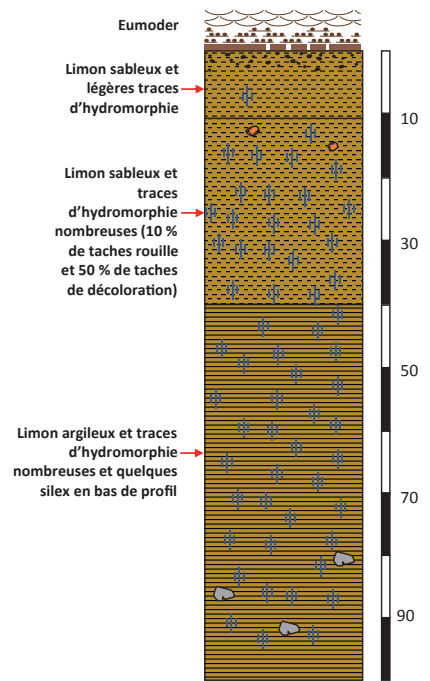 Eumoder
Limon sableux et
légères traces
d'hydromorphie
10
Limon sableux et
traces
d'hydromorphie
nombreuses (10 %
de taches rouille
et 50 % de taches
de décoloration)
30
50
Limon argileux et traces
d'hydromorphie
nombreuses et quelques
silex en bas de profil
70
90